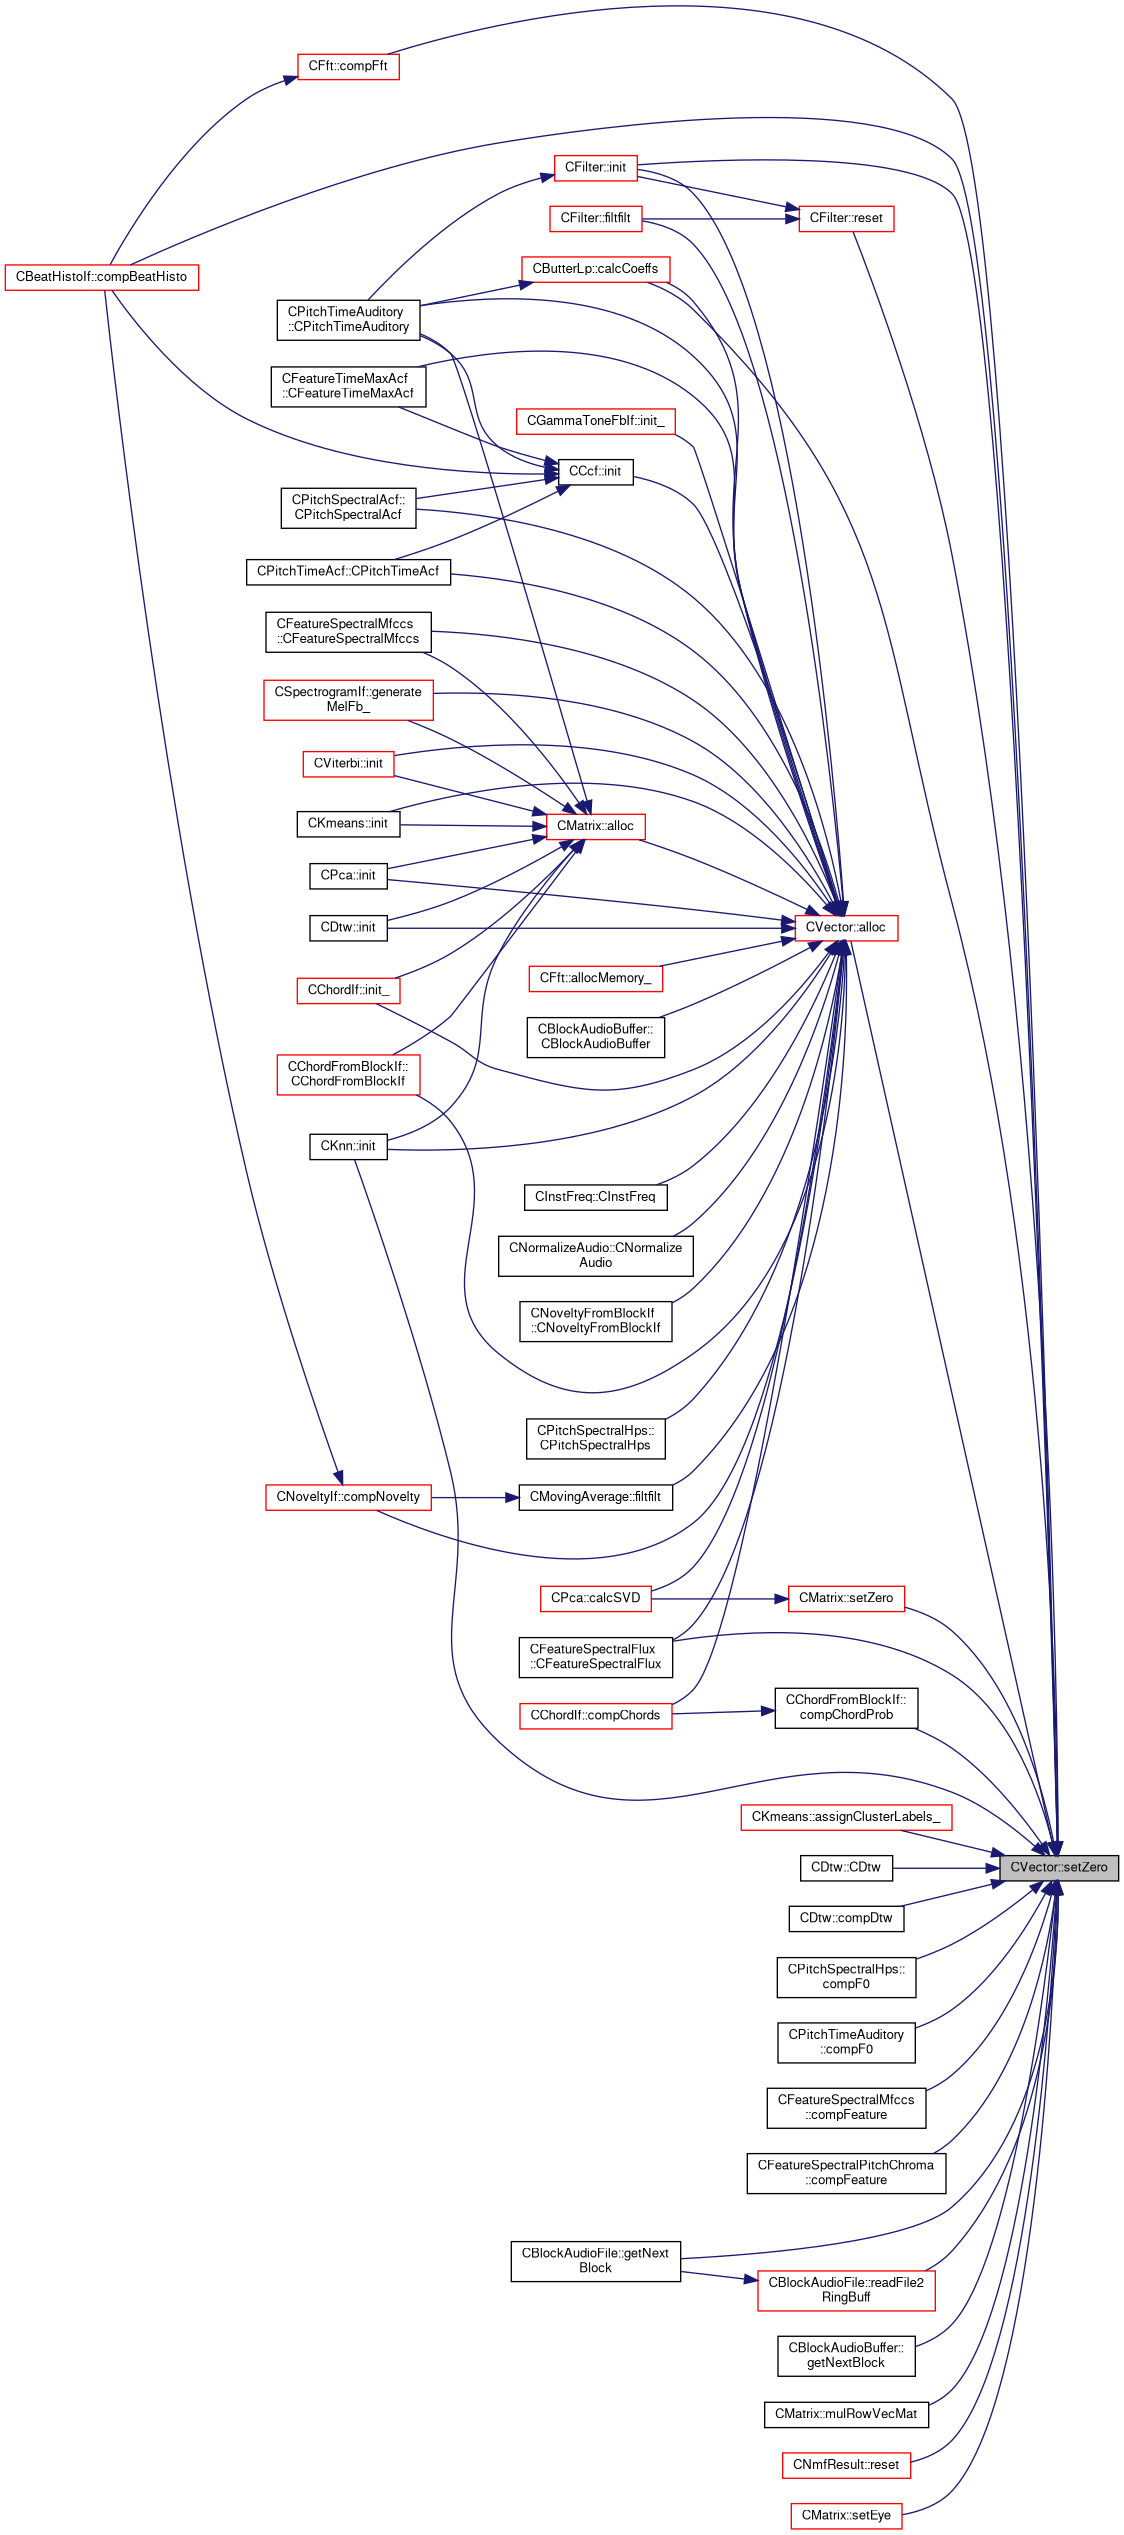 CFft::compFft
CFilter::init
CFilter::filtfilt
CFilter::reset
CBeatHistoIf::compBeatHisto
CButterLp::calcCoeffs
CPitchTimeAuditory
::CPitchTimeAuditory
CFeatureTimeMaxAcf
::CFeatureTimeMaxAcf
CGammaToneFbIf::init_
CCcf::init
CPitchSpectralAcf::
CPitchSpectralAcf
CPitchTimeAcf::CPitchTimeAcf
CFeatureSpectralMfccs
::CFeatureSpectralMfccs
CSpectrogramIf::generate
MelFb_
CViterbi::init
CKmeans::init
CMatrix::alloc
CPca::init
CDtw::init
CVector::alloc
CFft::allocMemory_
CChordIf::init_
CBlockAudioBuffer::
CBlockAudioBuffer
CChordFromBlockIf::
CChordFromBlockIf
CKnn::init
CInstFreq::CInstFreq
CNormalizeAudio::CNormalize
Audio
CNoveltyFromBlockIf
::CNoveltyFromBlockIf
CPitchSpectralHps::
CPitchSpectralHps
CNoveltyIf::compNovelty
CMovingAverage::filtfilt
CPca::calcSVD
CMatrix::setZero
CFeatureSpectralFlux
::CFeatureSpectralFlux
CChordIf::compChords
CChordFromBlockIf::
compChordProb
CKmeans::assignClusterLabels_
CDtw::CDtw
CVector::setZero
CDtw::compDtw
CPitchSpectralHps::
compF0
CPitchTimeAuditory
::compF0
CFeatureSpectralMfccs
::compFeature
CFeatureSpectralPitchChroma
::compFeature
CBlockAudioFile::getNext
Block
CBlockAudioFile::readFile2
RingBuff
CBlockAudioBuffer::
getNextBlock
CMatrix::mulRowVecMat
CNmfResult::reset
CMatrix::setEye